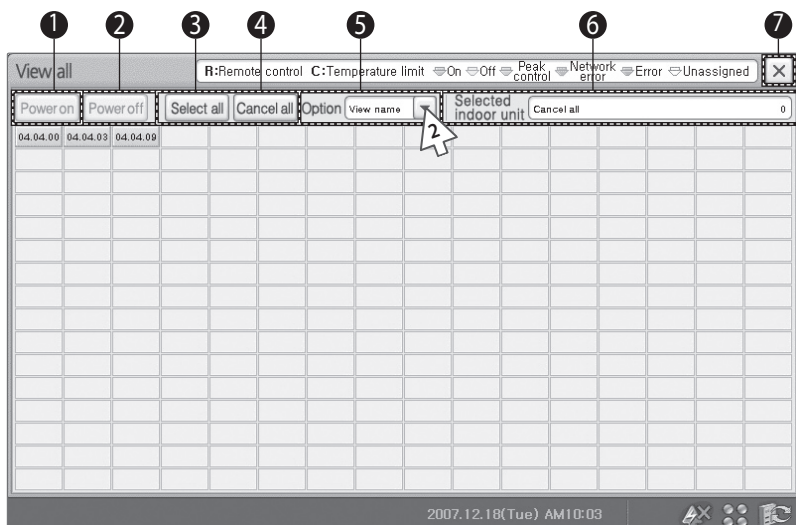 1 2 3 4 5 6 7
View all R:Remote control C:Temperature limit On Off Peak control Network error Error Unassigned
Power on Power off Select all Cancel all Option View name Selected indoor unit Cancel all 0
2
04.04.00 04.04.03 04.04.09
2007.12.18(Tue) AM10:03